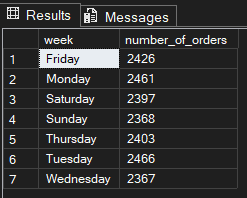 Results Messages
week number_of_orders
1 Friday 2426
2 Monday 2461
3 Saturday 2397
4 Sunday 2368
5 Thursday 2403
6 Tuesday 2466
7 Wednesday 2367